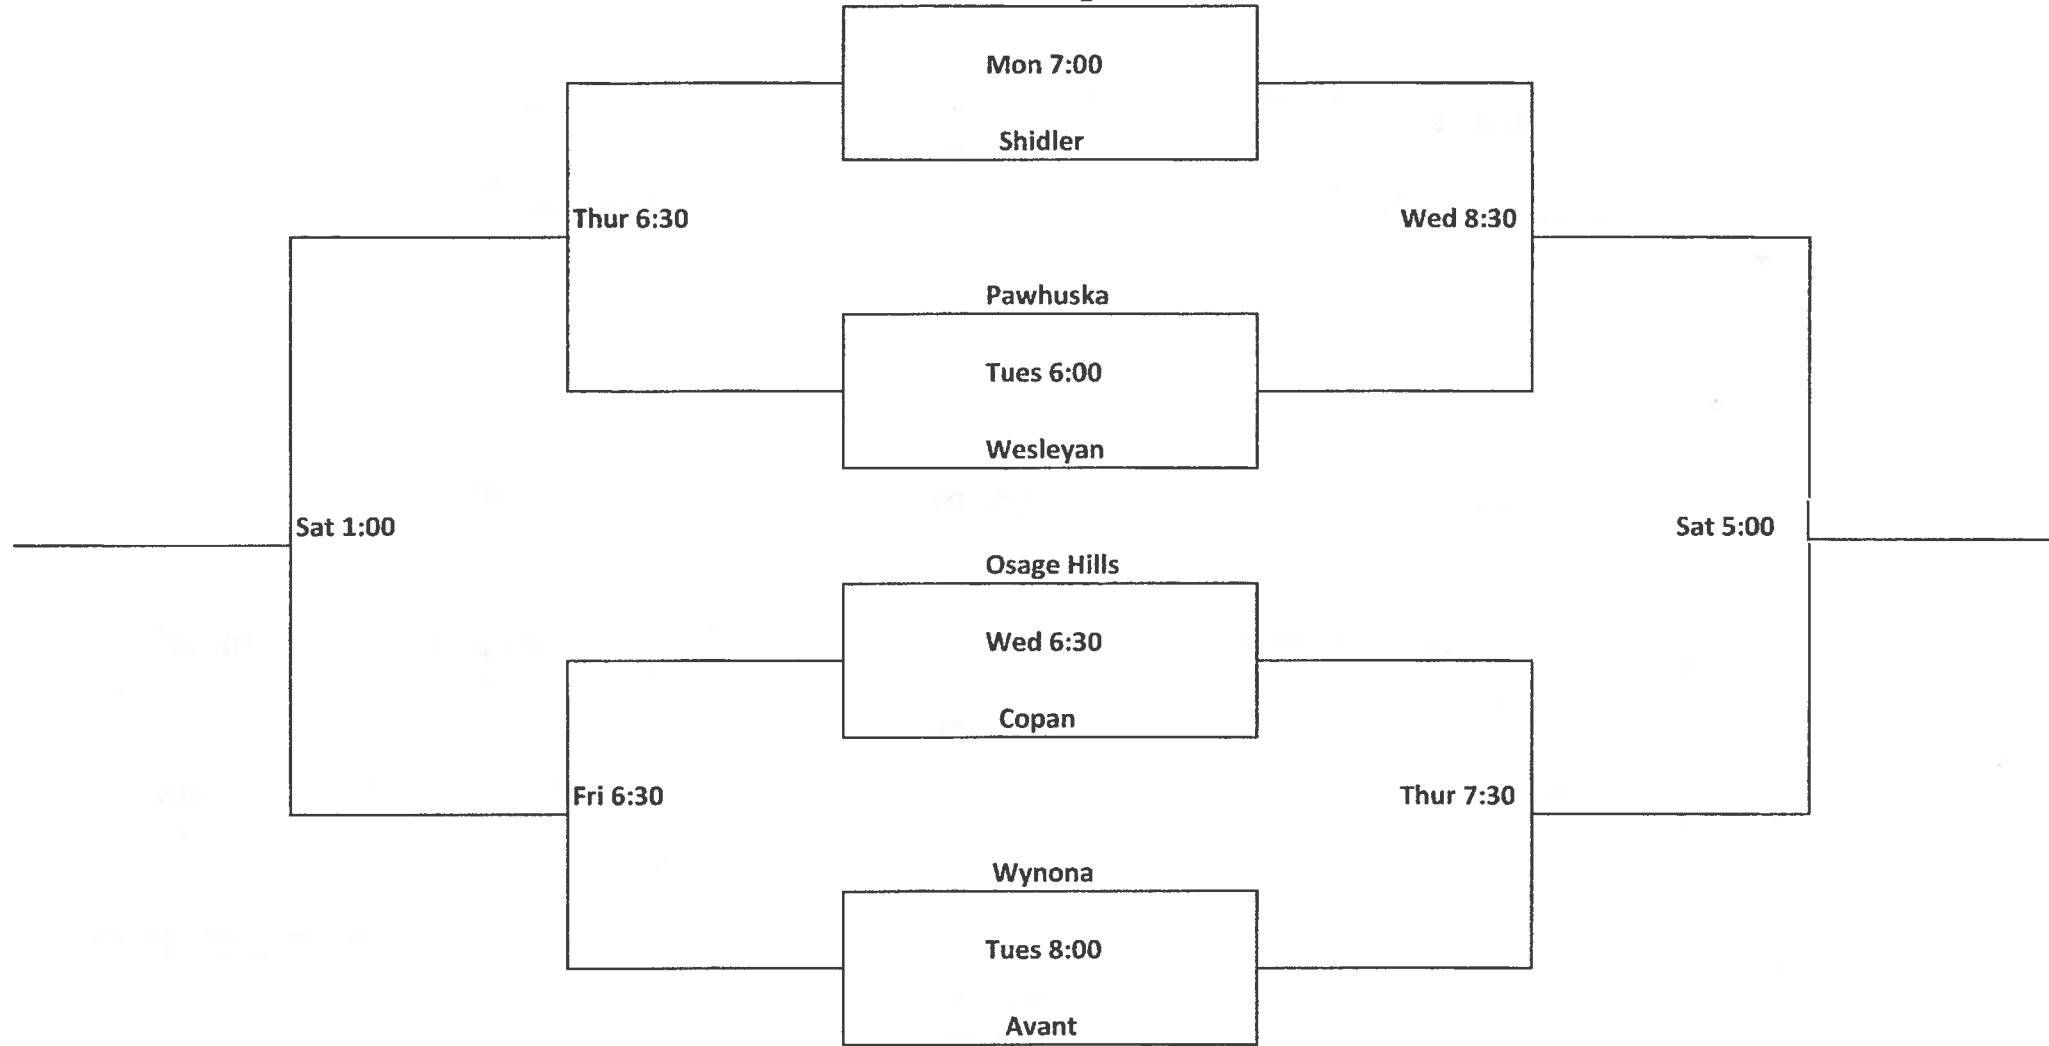 Mon 7:00
Shidler
Thur 6:30
Wed 8:30
Pawhuska
Tues 6:00
Wesleyan
Sat 1:00
Sat 5:00
Osage Hills
Wed 6:30
Copan
Fri 6:30
Thur 7:30
Wynona
Tues 8:00
Avant